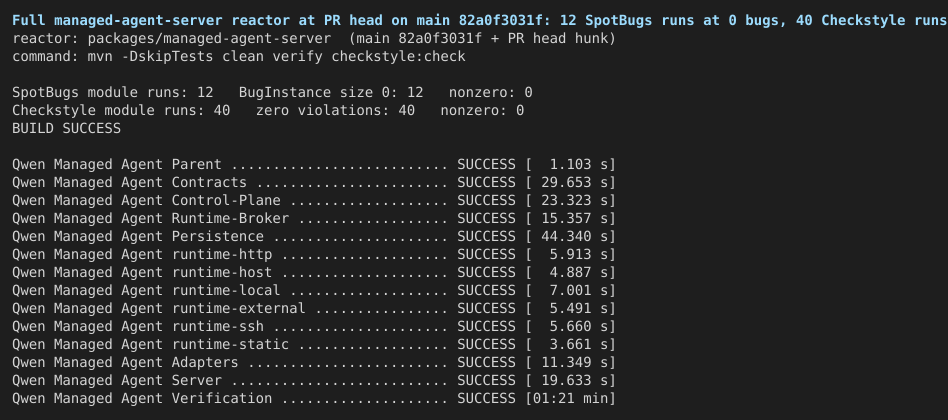 Full managed-agent-server reactor at PR head on main 82a0f3031f: 12 SpotBugs runs at 0 bugs, 40 Checkstyle runs
reactor: packages/managed-agent-server  (main 82a0f3031f + PR head hunk)
command: mvn -DskipTests clean verify checkstyle:check
SpotBugs module runs: 12   BugInstance size 0: 12   nonzero: 0
Checkstyle module runs: 40   zero violations: 40   nonzero: 0
BUILD SUCCESS
Qwen Managed Agent Parent ........................ SUCCESS [  1.103 s]
Qwen Managed Agent Contracts ..................... SUCCESS [ 29.653 s]
Qwen Managed Agent Control-Plane ................. SUCCESS [ 23.323 s]
Qwen Managed Agent Runtime-Broker ................ SUCCESS [ 15.357 s]
Qwen Managed Agent Persistence ................... SUCCESS [ 44.340 s]
Qwen Managed Agent runtime-http .................. SUCCESS [  5.913 s]
Qwen Managed Agent runtime-host .................. SUCCESS [  4.887 s]
Qwen Managed Agent runtime-local ................. SUCCESS [  7.001 s]
Qwen Managed Agent runtime-external .............. SUCCESS [  5.491 s]
Qwen Managed Agent runtime-ssh ................... SUCCESS [  5.660 s]
Qwen Managed Agent runtime-static ................ SUCCESS [  3.661 s]
Qwen Managed Agent Adapters ...................... SUCCESS [ 11.349 s]
Qwen Managed Agent Server ........................ SUCCESS [ 19.633 s]
Qwen Managed Agent Verification .................. SUCCESS [01:21 min]